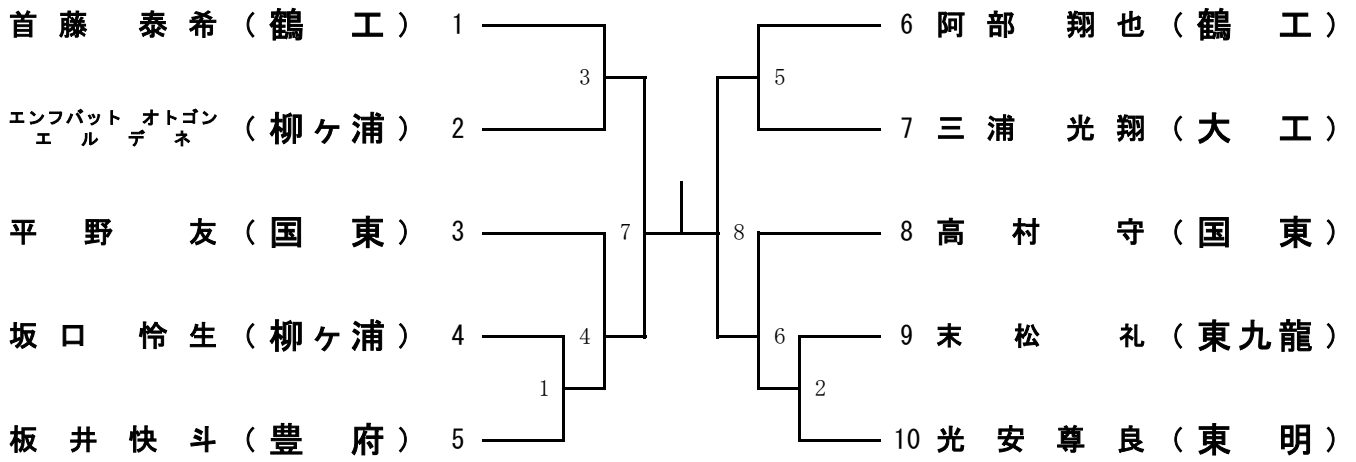 首藤 泰希 (鶴 工) 1
エンフバット オトゴン
エルデネ (柳ヶ浦) 2
平野 友 (国 東) 3
坂口 怜生 (柳ヶ浦) 4
板井快斗 (豊 府) 5
3
7
4
1
6 阿部 翔也 (鶴 工)
7 三浦 光翔 (大 工)
8 高村 守 (国 東)
9 末松 礼 (東九龍)
10 光安尊良 (東 明)
5
8
6
2